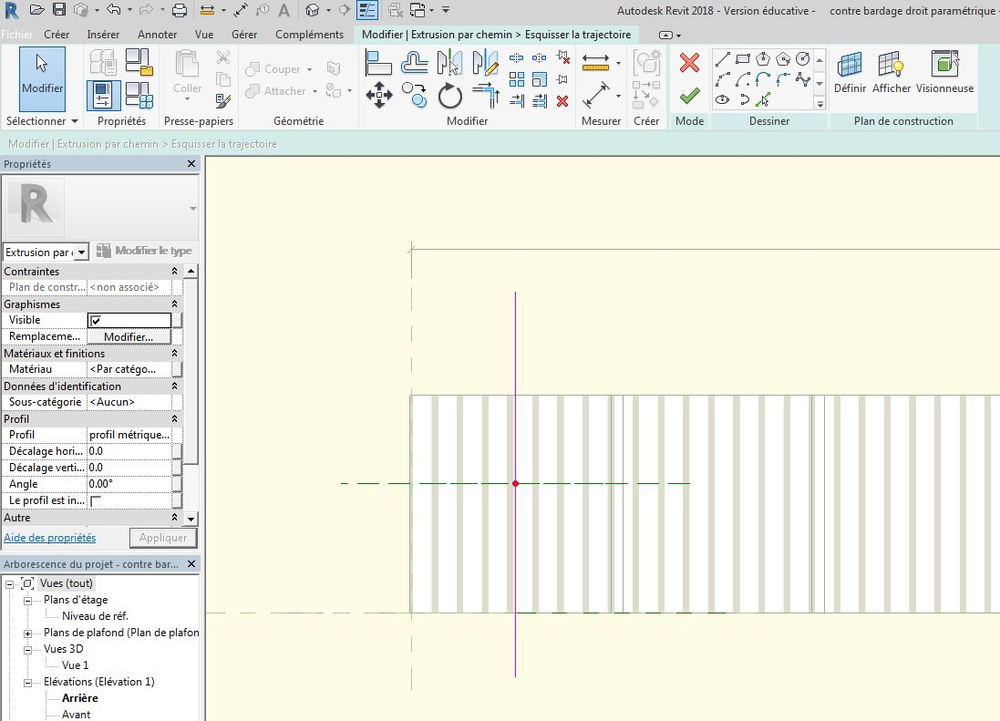 Autodesk Revit 2018 - Version éducative - contre bardage droit paramétrique -
Fichier Créer Insérer Annoter Vue Gérer Compléments Modifier | Extrusion par chemin > Esquisser la trajectoire
Modifier
Coller
Couper
Attacher
Définir Afficher Visionneuse
Sélectionner Propriétés Presse-papiers Géométrie Modifier Mesurer Créer Mode Dessiner Plan de construction
Modifier | Extrusion par chemin > Esquisser la trajectoire
Propriétés
R
Extrusion par Modifier le type
Contraintes
Plan de constr... <non associé>
Graphismes
Visible
Remplaceme... Modifier...
Matériaux et finitions
Matériau <Par catégo...
Données d'identification
Sous-catégorie <Aucun>
Profil
Profil profil métrique...
Décalage hori... 0.0
Décalage verti... 0.0
Angle 0.00°
Le profil est in...
Autre
Aide des propriétés Appliquer
Arborescence du projet - contre bar...
Vues (tout)
Plans d'étage
Niveau de réf.
Plans de plafond (Plan de plafon
Vues 3D
Vue 1
Elévations (Elévation 1)
Arrière
Avant